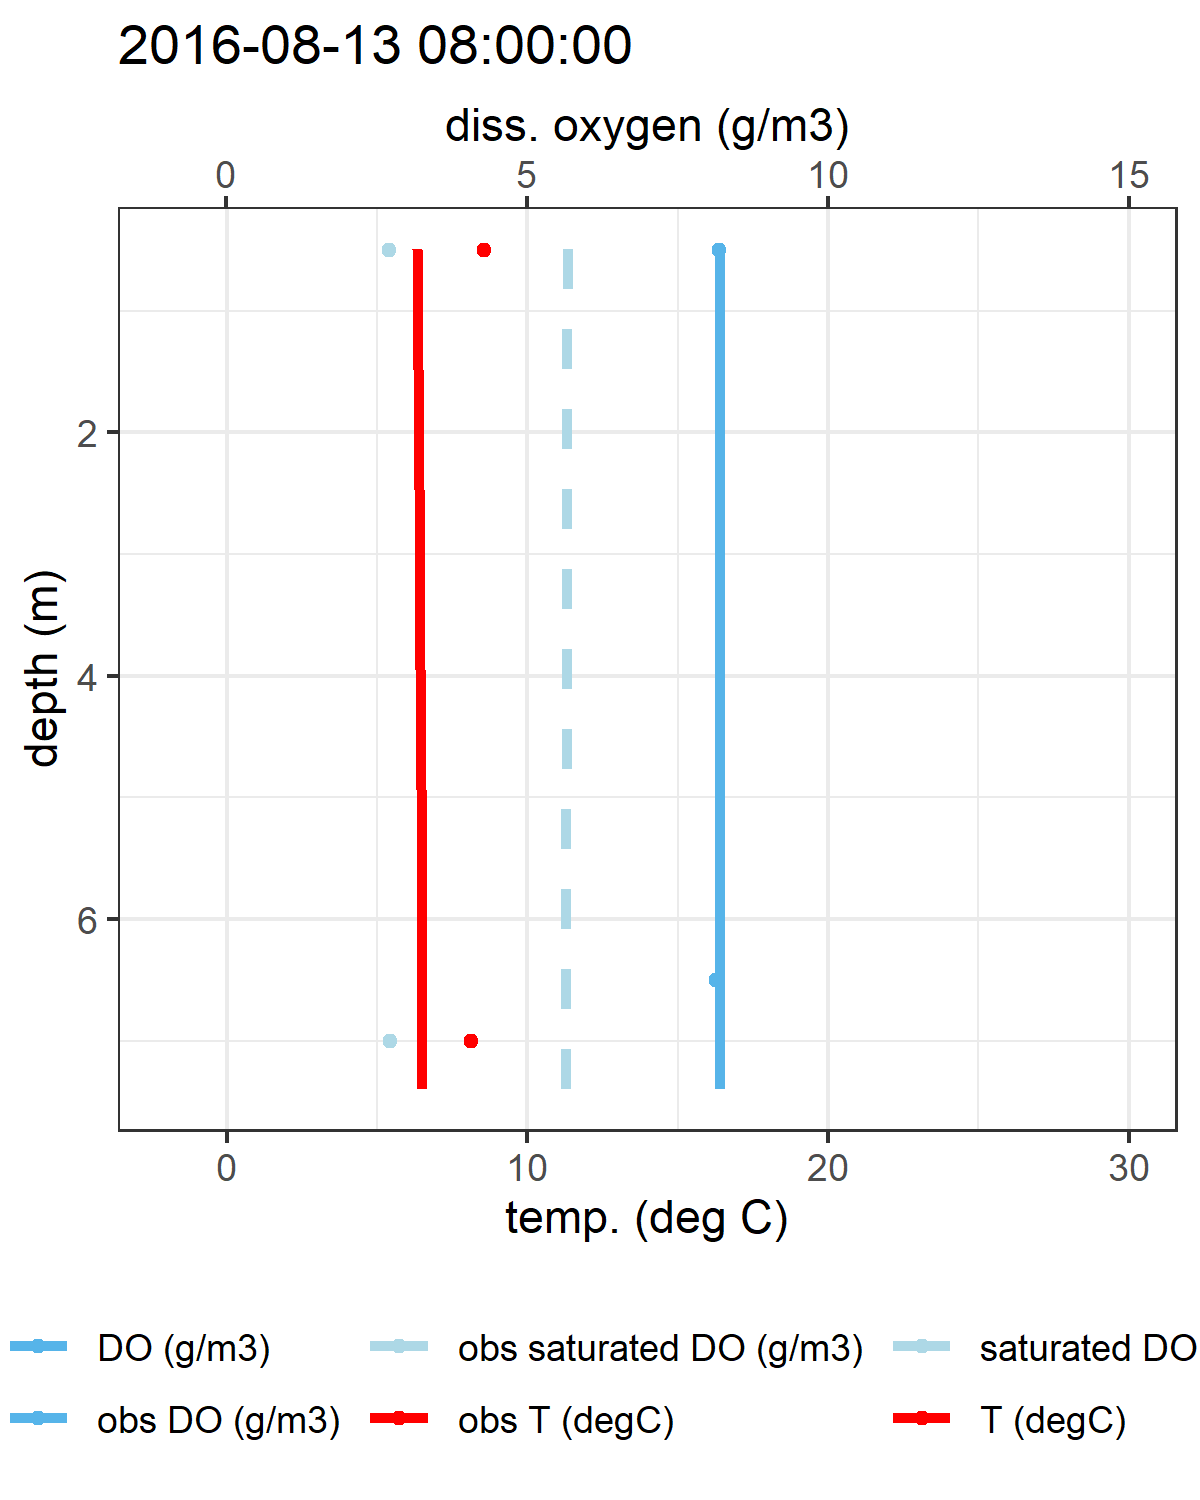 2016-08-13 08:00:00
diss. oxygen (g/m3)
0 5 10 15
depth (m)
2
4
6
0 10 20 30
temp. (deg C)
DO (g/m3) obs saturated DO (g/m3) saturated DO
obs DO (g/m3) obs T (degC) T (degC)